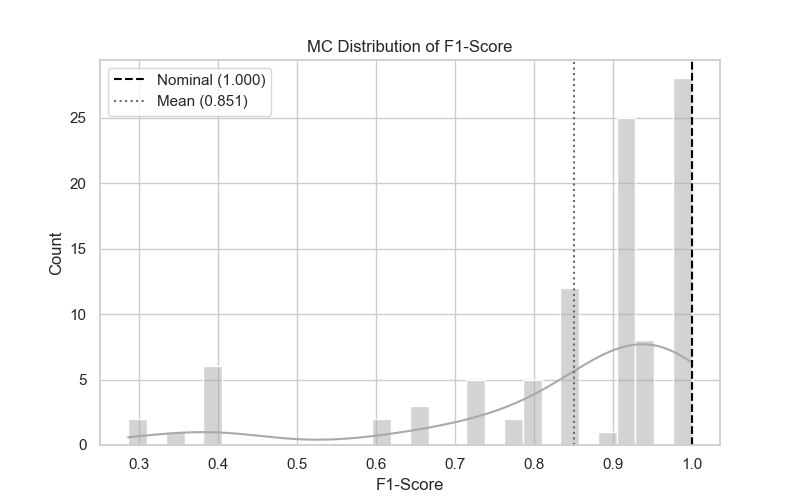 MC Distribution of F1-Score
Nominal (1.000)
Mean (0.851)
25
20
15
10
5
0
Count
0.3 0.4 0.5 0.6 0.7 0.8 0.9 1.0
F1-Score